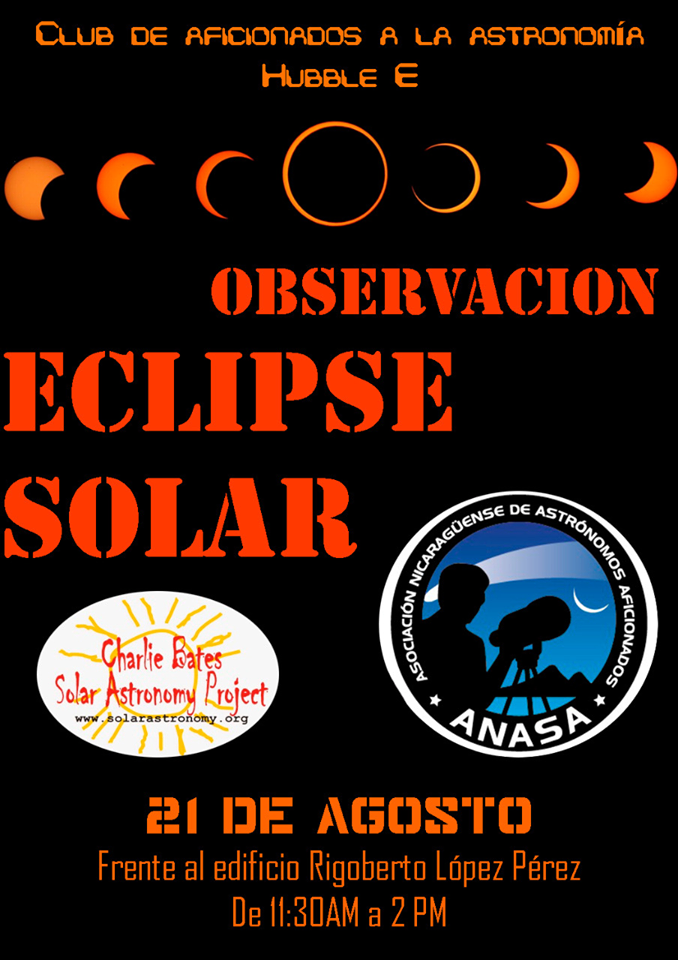 Club de aficionados a la astronomía
Hubble E
OBSERVACION
ECLIPSE
SOLAR
ASOCIACIÓN NICARAGÜENSE DE ASTRÓNOMOS AFICIONADOS
ANASA
Charlie Bates
Solar Astronomy Project
www.solarastronomy.org
21 DE AGOSTO
Frente al edificio Rigoberto López Pérez
De 11:30AM a 2 PM